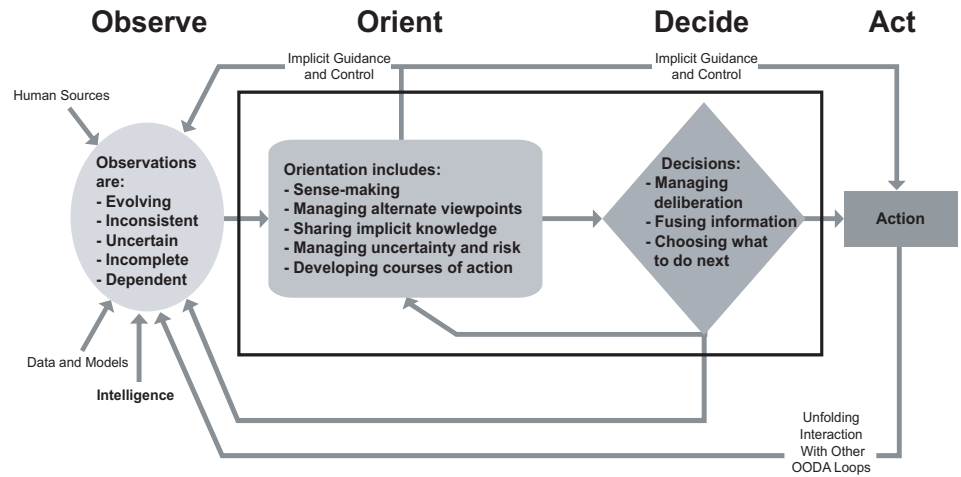 Observe
Orient
Decide
Act
Implicit Guidance
and Control
Implicit Guidance
and Control
Human Sources
Observations
are:
- Evolving
- Inconsistent
- Uncertain
- Incomplete
- Dependent
Orientation includes:
- Sense-making
- Managing alternate viewpoints
- Sharing implicit knowledge
- Managing uncertainty and risk
- Developing courses of action
Decisions:
- Managing
deliberation
- Fusing information
- Choosing what
to do next
Action
Data and Models
Intelligence
Unfolding
Interaction
With Other
OODA Loops